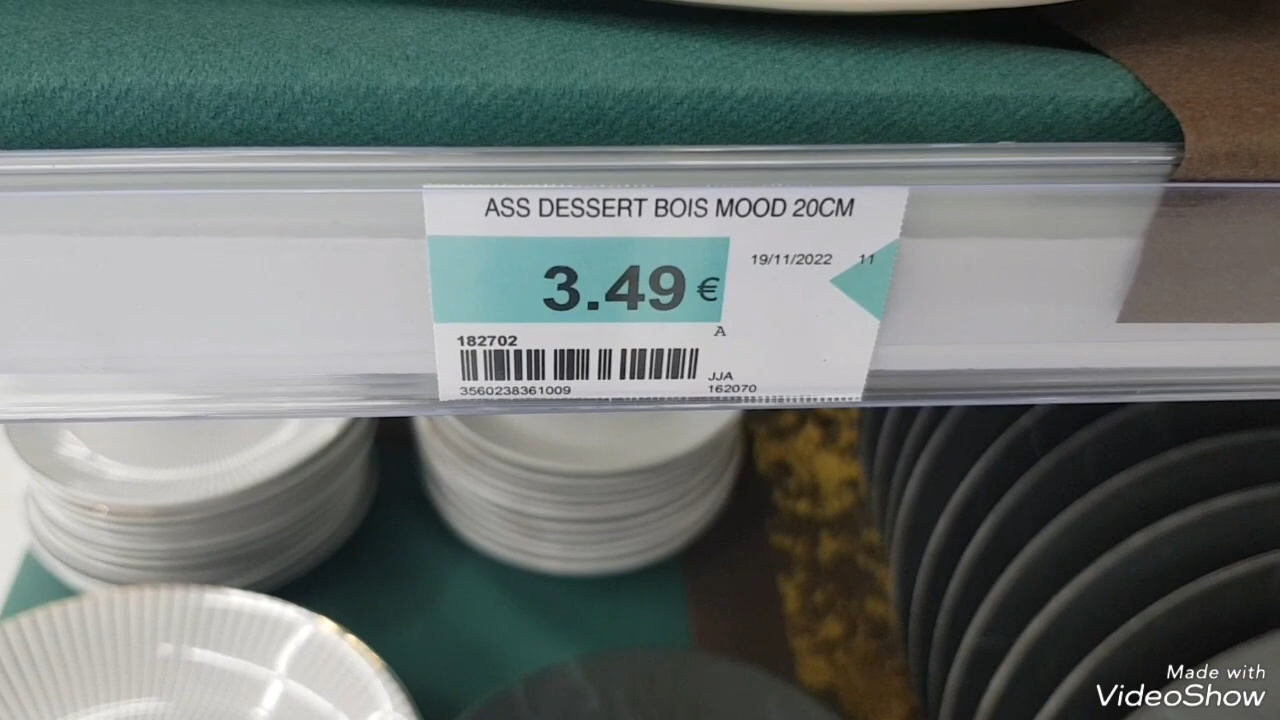 ASS DESSERT BOIS MOOD 20CM
19/11/2022 11
3.49 €
A
182702
JJA
3560238361009 162070
Made with
VideoShow